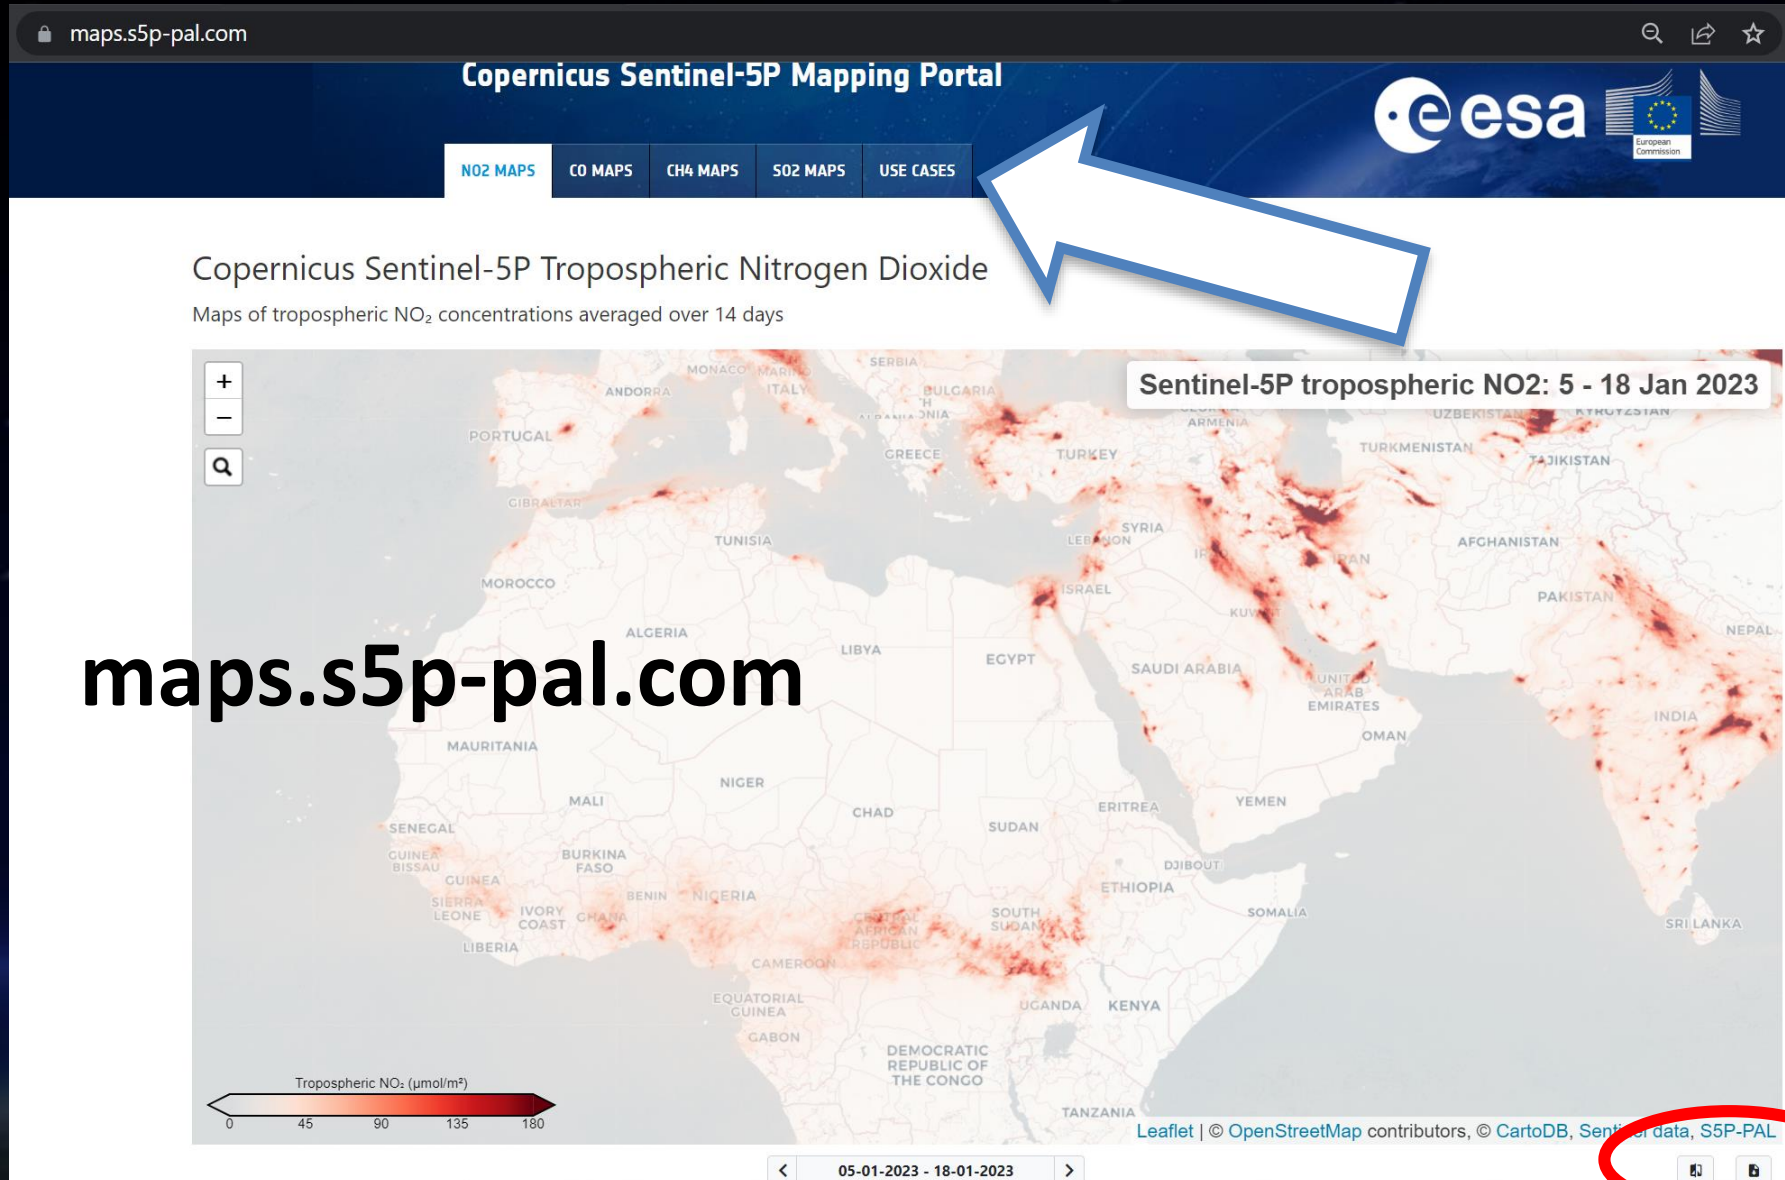 maps.s5p-pal.com
Copernicus Sentinel-5P Mapping Portal
esa
European
Commission
NO2 MAPS
CO MAPS
CH4 MAPS
SO2 MAPS
USE CASES
Copernicus Sentinel-5P Tropospheric Nitrogen Dioxide
Maps of tropospheric NO₂ concentrations averaged over 14 days
+
−
Sentinel-5P tropospheric NO2: 5 - 18 Jan 2023
SERBIA
MONACO
ANDORRA
ITALY
BULGARIA
ARMENIA
UZBEKISTAN
KYRGYZSTAN
PORTUGAL
GREECE
TURKEY
TURKMENISTAN
TAJIKISTAN
GIBRALTAR
TUNISIA
SYRIA
LEBANON
IRAN
AFGHANISTAN
MOROCCO
ISRAEL
PAKISTAN
KUWAIT
NEPAL
ALGERIA
LIBYA
EGYPT
SAUDI ARABIA
UNITED
ARAB
EMIRATES
maps.s5p-pal.com
INDIA
OMAN
MAURITANIA
NIGER
MALI
CHAD
SUDAN
ERITREA
YEMEN
SENEGAL
GUINEA
BISSAU
BURKINA
FASO
DJIBOUTI
GUINEA
BENIN
NIGERIA
ETHIOPIA
SIERRA
LEONE
IVORY
COAST
GHANA
CENTRAL
AFRICAN
REPUBLIC
SOUTH
SUDAN
SOMALIA
SRI LANKA
LIBERIA
CAMEROON
EQUATORIAL
GUINEA
UGANDA
KENYA
GABON
DEMOCRATIC
REPUBLIC OF
THE CONGO
TANZANIA
Tropospheric NO₂ (µmol/m²)
0 45 90 135 180
Leaflet | © OpenStreetMap contributors, © CartoDB, Sentinel data, S5P-PAL
05-01-2023 - 18-01-2023